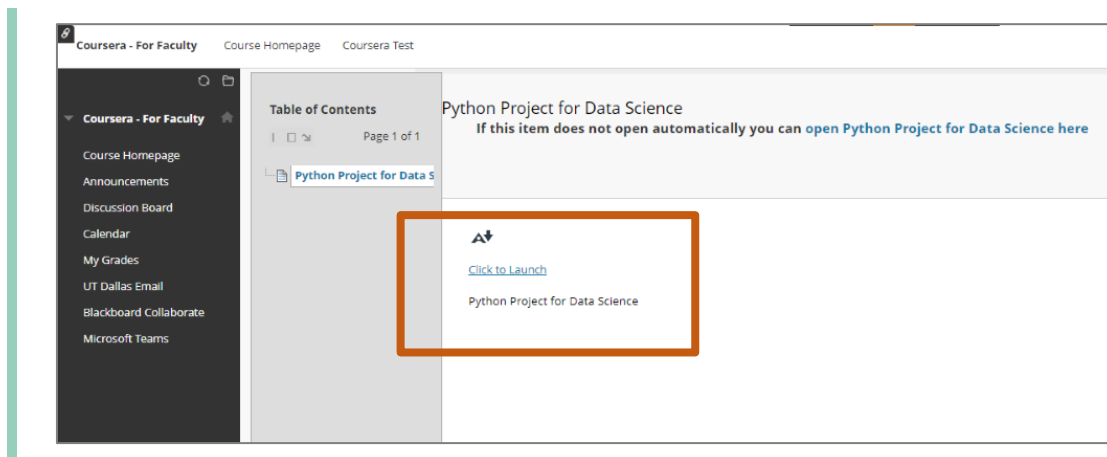 Coursera - For Faculty Course Homepage Coursera Test
Coursera - For Faculty
Course Homepage
Announcements
Discussion Board
Calendar
My Grades
UT Dallas Email
Blackboard Collaborate
Microsoft Teams
Table of Contents
Page 1 of 1
Python Project for Data S
Python Project for Data Science
If this item does not open automatically you can open Python Project for Data Science here
A
Click to Launch
Python Project for Data Science